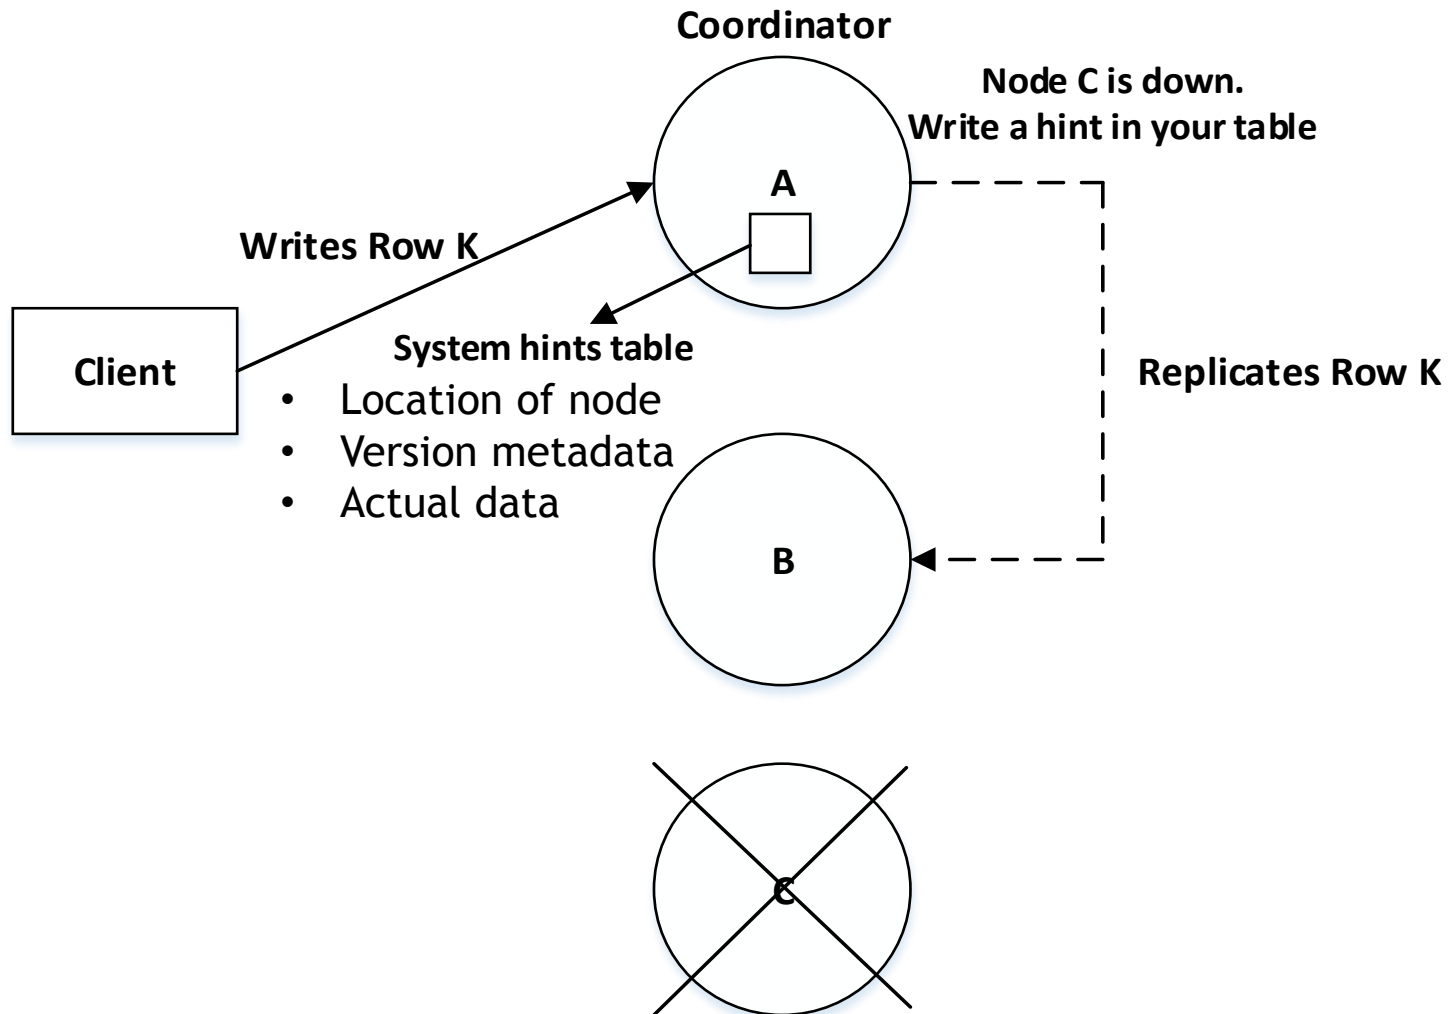 Coordinator
Node C is down.
Write a hint in your table
A
Writes Row K
System hints table
Client
Replicates Row K
• Location of node
• Version metadata
• Actual data
B
C